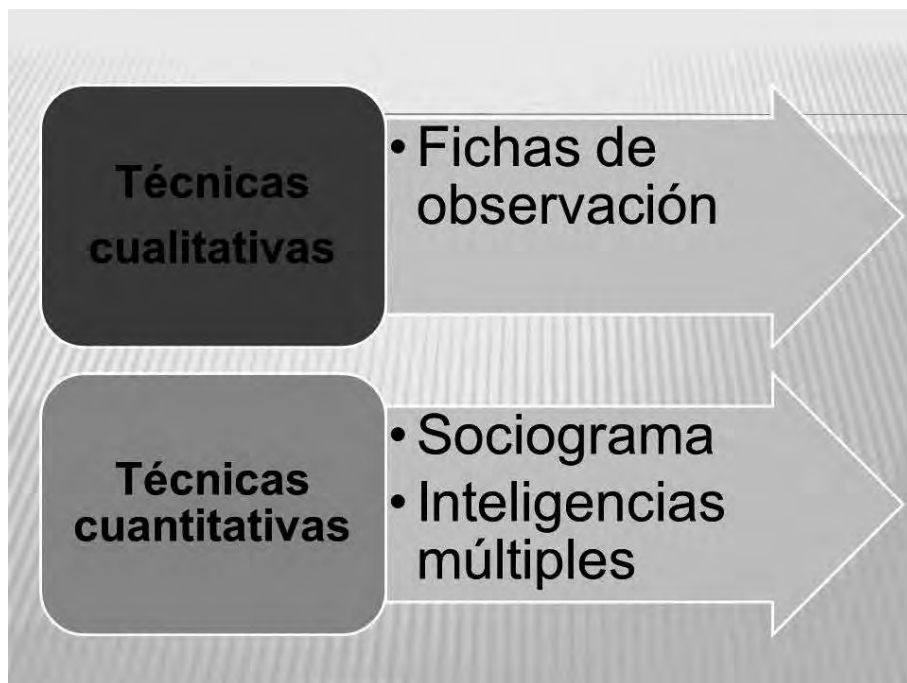 Técnicas
cualitativas
• Fichas de
observación
Técnicas
cuantitativas
• Sociograma
• Inteligencias
múltiples